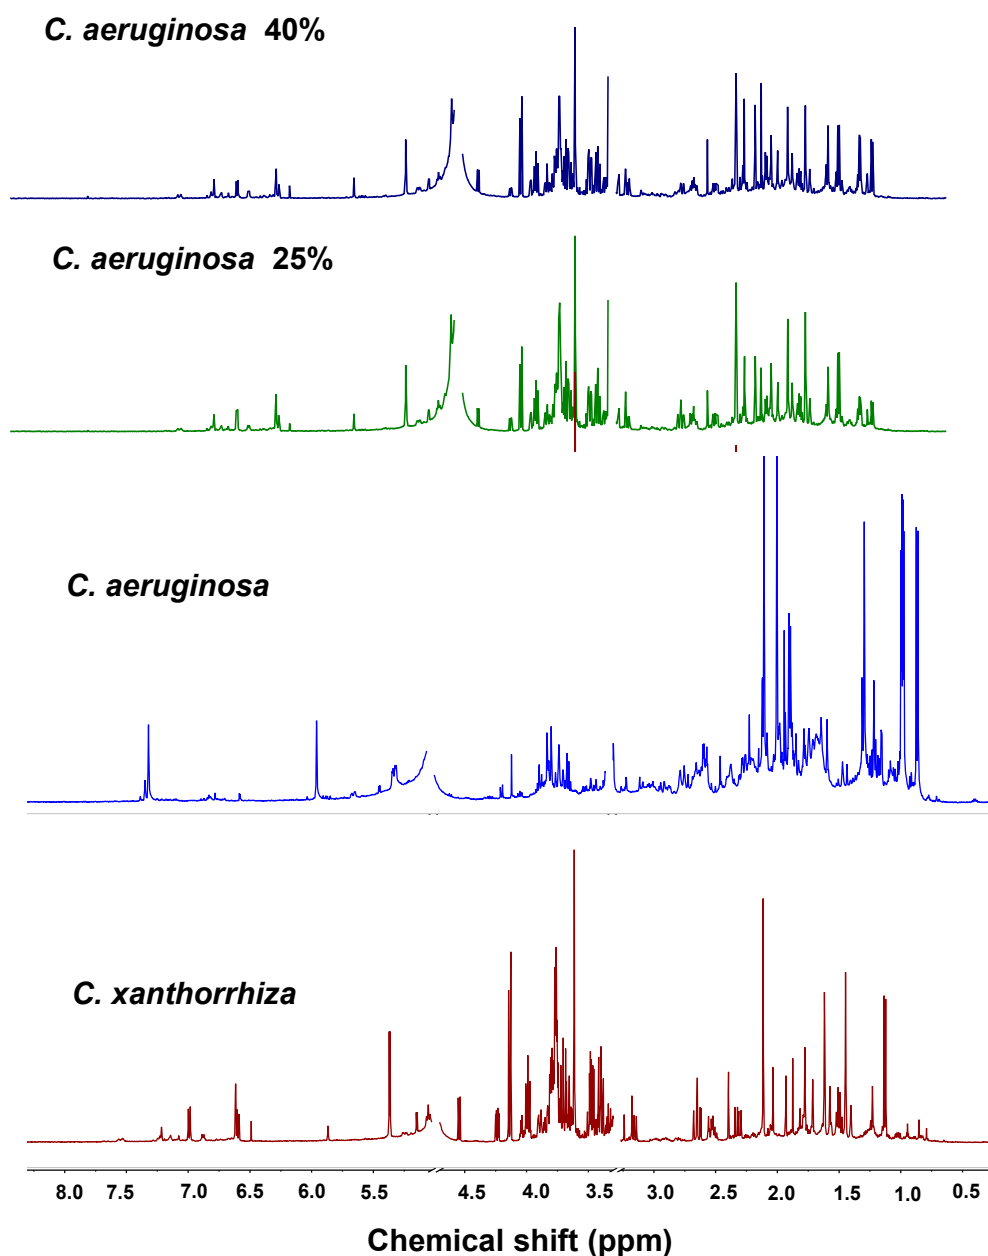 C. aeruginosa 40%
C. aeruginosa 25%
C. aeruginosa
C. xanthorrhiza
8.0 7.5 7.0 6.5 6.0 5.5 4.5 4.0 3.5 3.0 2.5 2.0 1.5 1.0 0.5
Chemical shift (ppm)